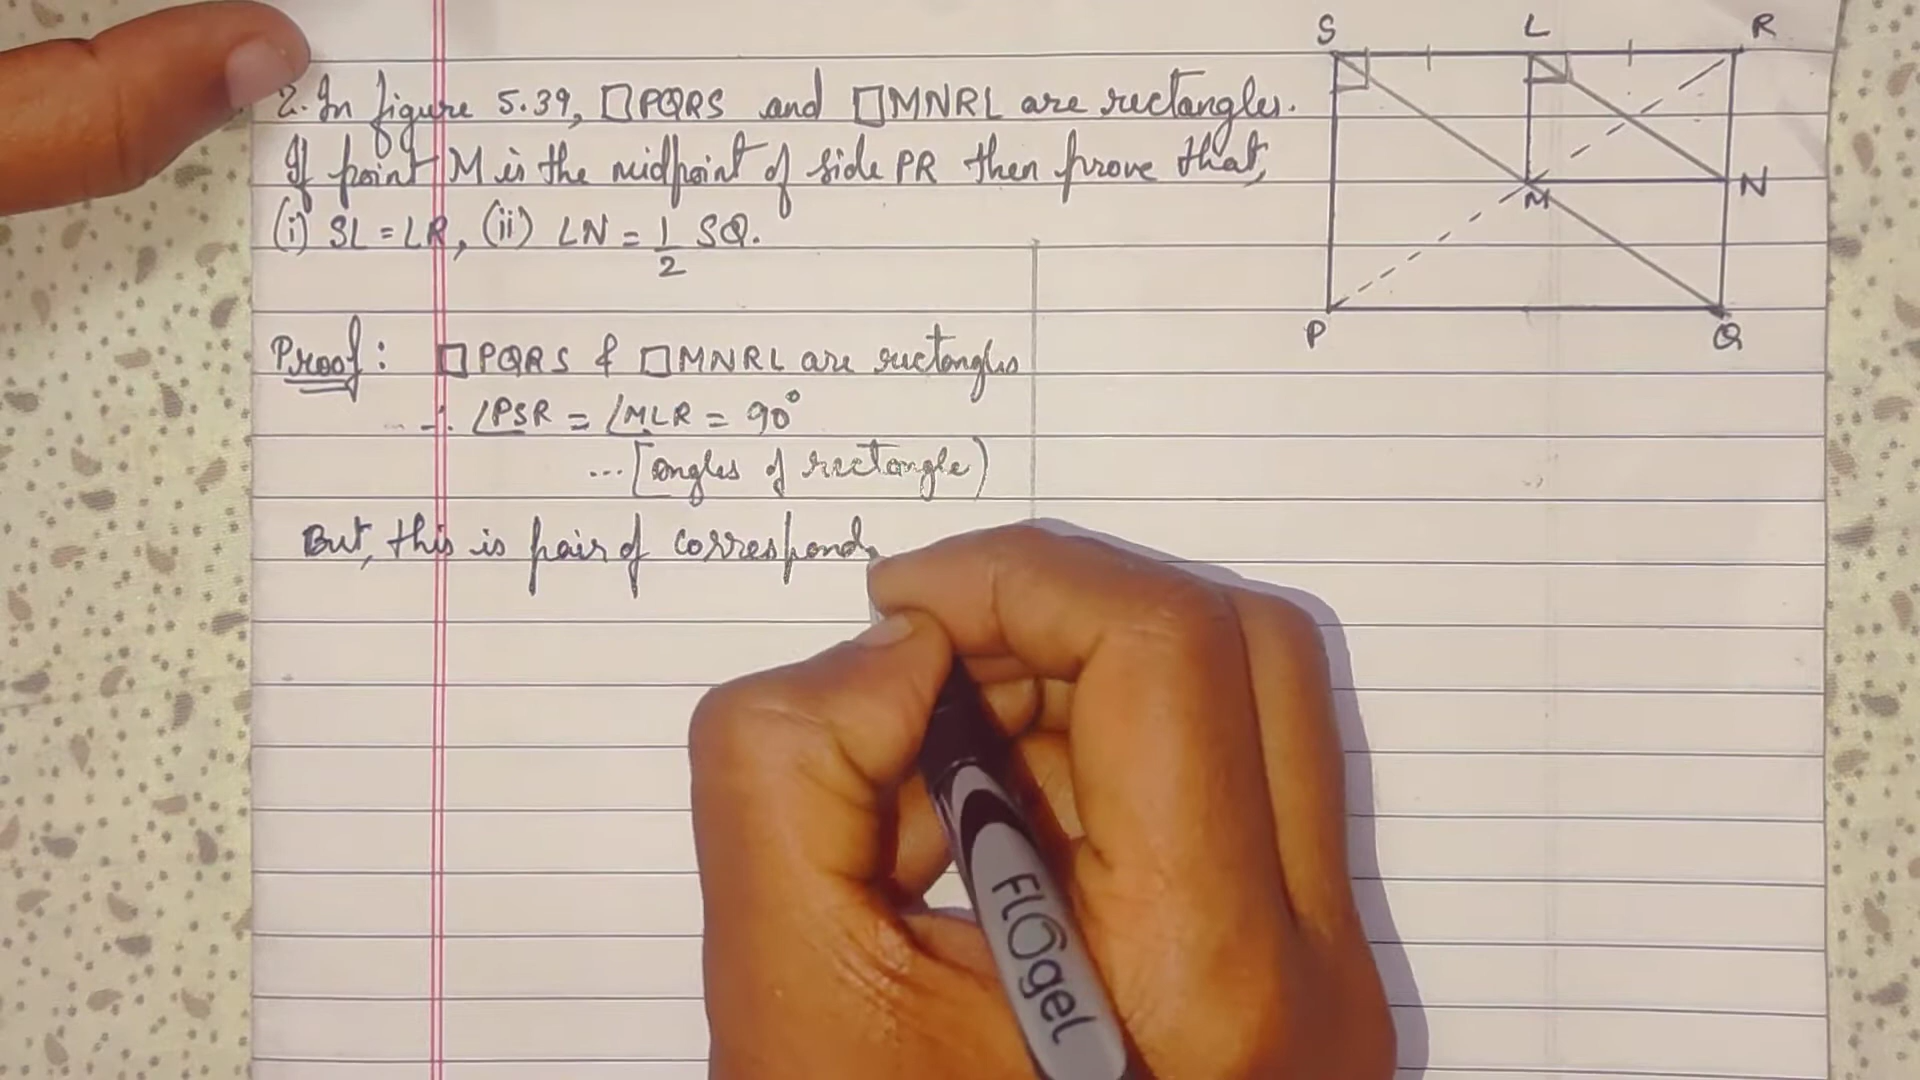 2. In figure 5.39, □PQRS and □MNRL are rectangles.
If point M is the midpoint of side PR then prove that,
(i) SL = LR, (ii) LN = 1/2 SQ.
S L R
M N
P Q
Proof: □PQRS & □MNRL are rectangles
∴ ∠PSR = ∠MLR = 90°
...[angles of rectangle)
But, this is pair of correspond
FLOgel